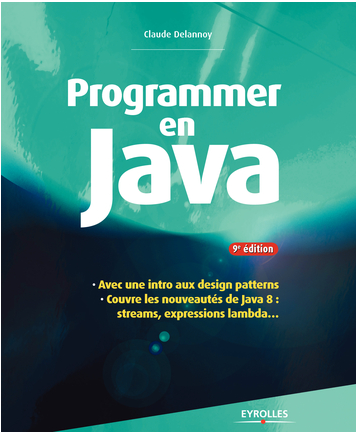 Claude Delannoy
Programmer
en
Java
9e édition
• Avec une intro aux design patterns
• Couvre les nouveautés de Java 8 :
streams, expressions lambda...
EYROLLES